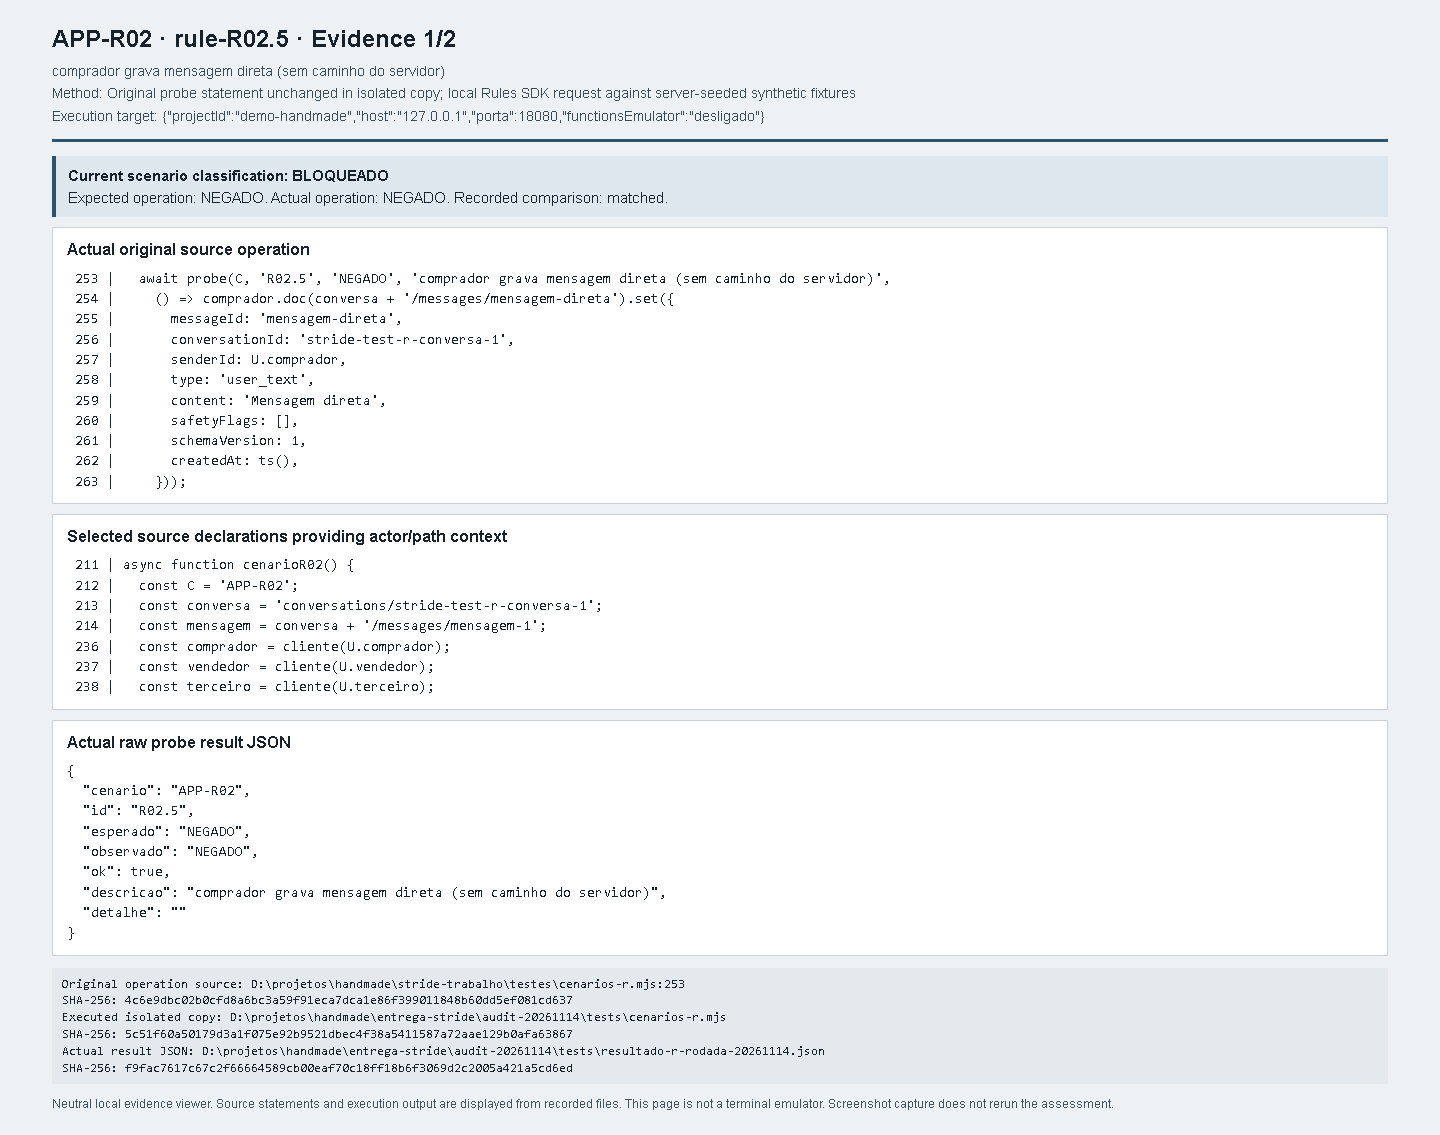 APP-R02 · rule-R02.5 · Evidence 1/2
comprador grava mensagem direta (sem caminho do servidor)
Method: Original probe statement unchanged in isolated copy; local Rules SDK request against server-seeded synthetic fixtures
Execution target: {"projectId":"demo-handmade","host":"127.0.0.1","porta":18080,"functionsEmulator":"desligado"}
Current scenario classification: BLOQUEADO
Expected operation: NEGADO. Actual operation: NEGADO. Recorded comparison: matched.
Actual original source operation
253 |   await probe(C, 'R02.5', 'NEGADO', 'comprador grava mensagem direta (sem caminho do servidor)',
254 |     () => comprador.doc(conversa + '/messages/mensagem-direta').set({
255 |       messageId: 'mensagem-direta',
256 |       conversationId: 'stride-test-r-conversa-1',
257 |       senderId: U.comprador,
258 |       type: 'user_text',
259 |       content: 'Mensagem direta',
260 |       safetyFlags: [],
261 |       schemaVersion: 1,
262 |       createdAt: ts(),
263 |     }));
Selected source declarations providing actor/path context
211 | async function cenarioR02() {
212 |   const C = 'APP-R02';
213 |   const conversa = 'conversations/stride-test-r-conversa-1';
214 |   const mensagem = conversa + '/messages/mensagem-1';
236 |   const comprador = cliente(U.comprador);
237 |   const vendedor = cliente(U.vendedor);
238 |   const terceiro = cliente(U.terceiro);
Actual raw probe result JSON
{
  "cenario": "APP-R02",
  "id": "R02.5",
  "esperado": "NEGADO",
  "observado": "NEGADO",
  "ok": true,
  "descricao": "comprador grava mensagem direta (sem caminho do servidor)",
  "detalhe": ""
}
Original operation source: D:\projetos\handmade\stride-trabalho\testes\cenarios-r.mjs:253
SHA-256: 4c6e9dbc02b0cfd8a6bc3a59f91eca7dca1e86f399011848b60dd5ef081cd637
Executed isolated copy: D:\projetos\handmade\entrega-stride\audit-20261114\tests\cenarios-r.mjs
SHA-256: 5c51f60a50179d3a1f075e92b9521dbec4f38a5411587a72aae129b0afa63867
Actual result JSON: D:\projetos\handmade\entrega-stride\audit-20261114\tests\resultado-r-rodada-20261114.json
SHA-256: f9fac7617c67c2f66664589cb00eaf70c18ff18b6f3069d2c2005a421a5cd6ed
Neutral local evidence viewer. Source statements and execution output are displayed from recorded files. This page is not a terminal emulator. Screenshot capture does not rerun the assessment.